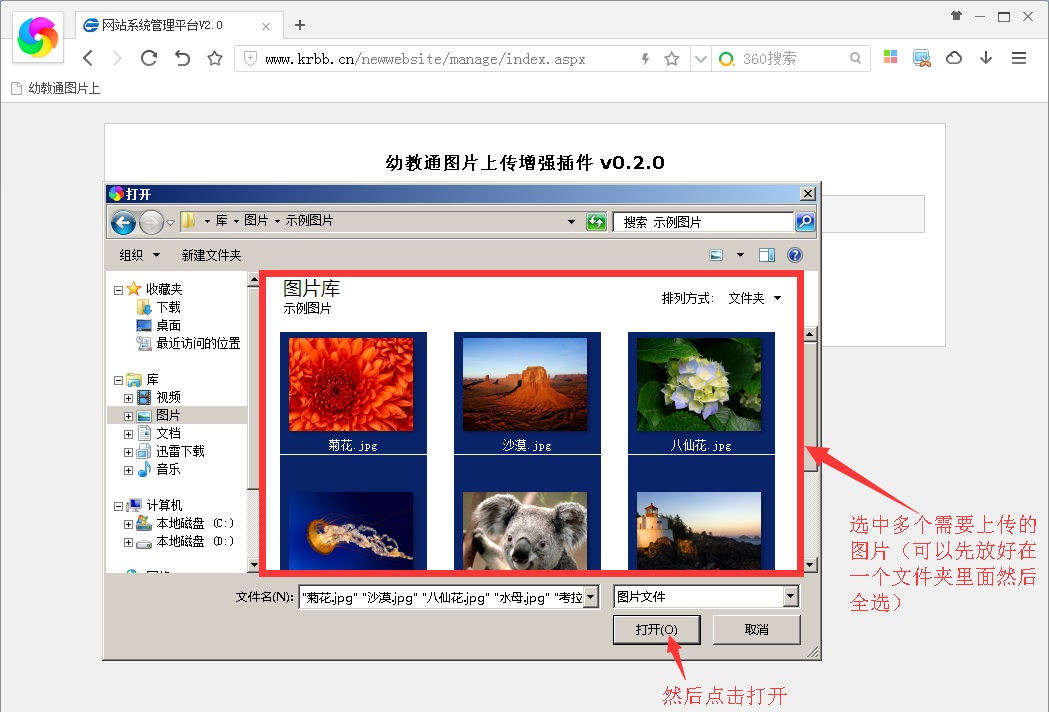 网站系统管理平台V2.0
www.krbb.cn/newwebsite/manage/index.aspx
360搜索
幼教通图片上
幼教通图片上传增强插件 v0.2.0
打开
库 图片 示例图片
搜索 示例图片
组织 新建文件夹
收藏夹
下载
桌面
最近访问的位置
库
视频
图片
文档
迅雷下载
音乐
计算机
本地磁盘 (C:)
本地磁盘 (D:)
图片库
示例图片
排列方式: 文件夹
菊花.jpg
沙漠.jpg
八仙花.jpg
选中多个需要上传的
图片（可以先放好在
一个文件夹里面然后
全选）
文件名(N): "菊花.jpg" "沙漠.jpg" "八仙花.jpg" "水母.jpg" "考拉
图片文件
打开(O)
取消
然后点击打开